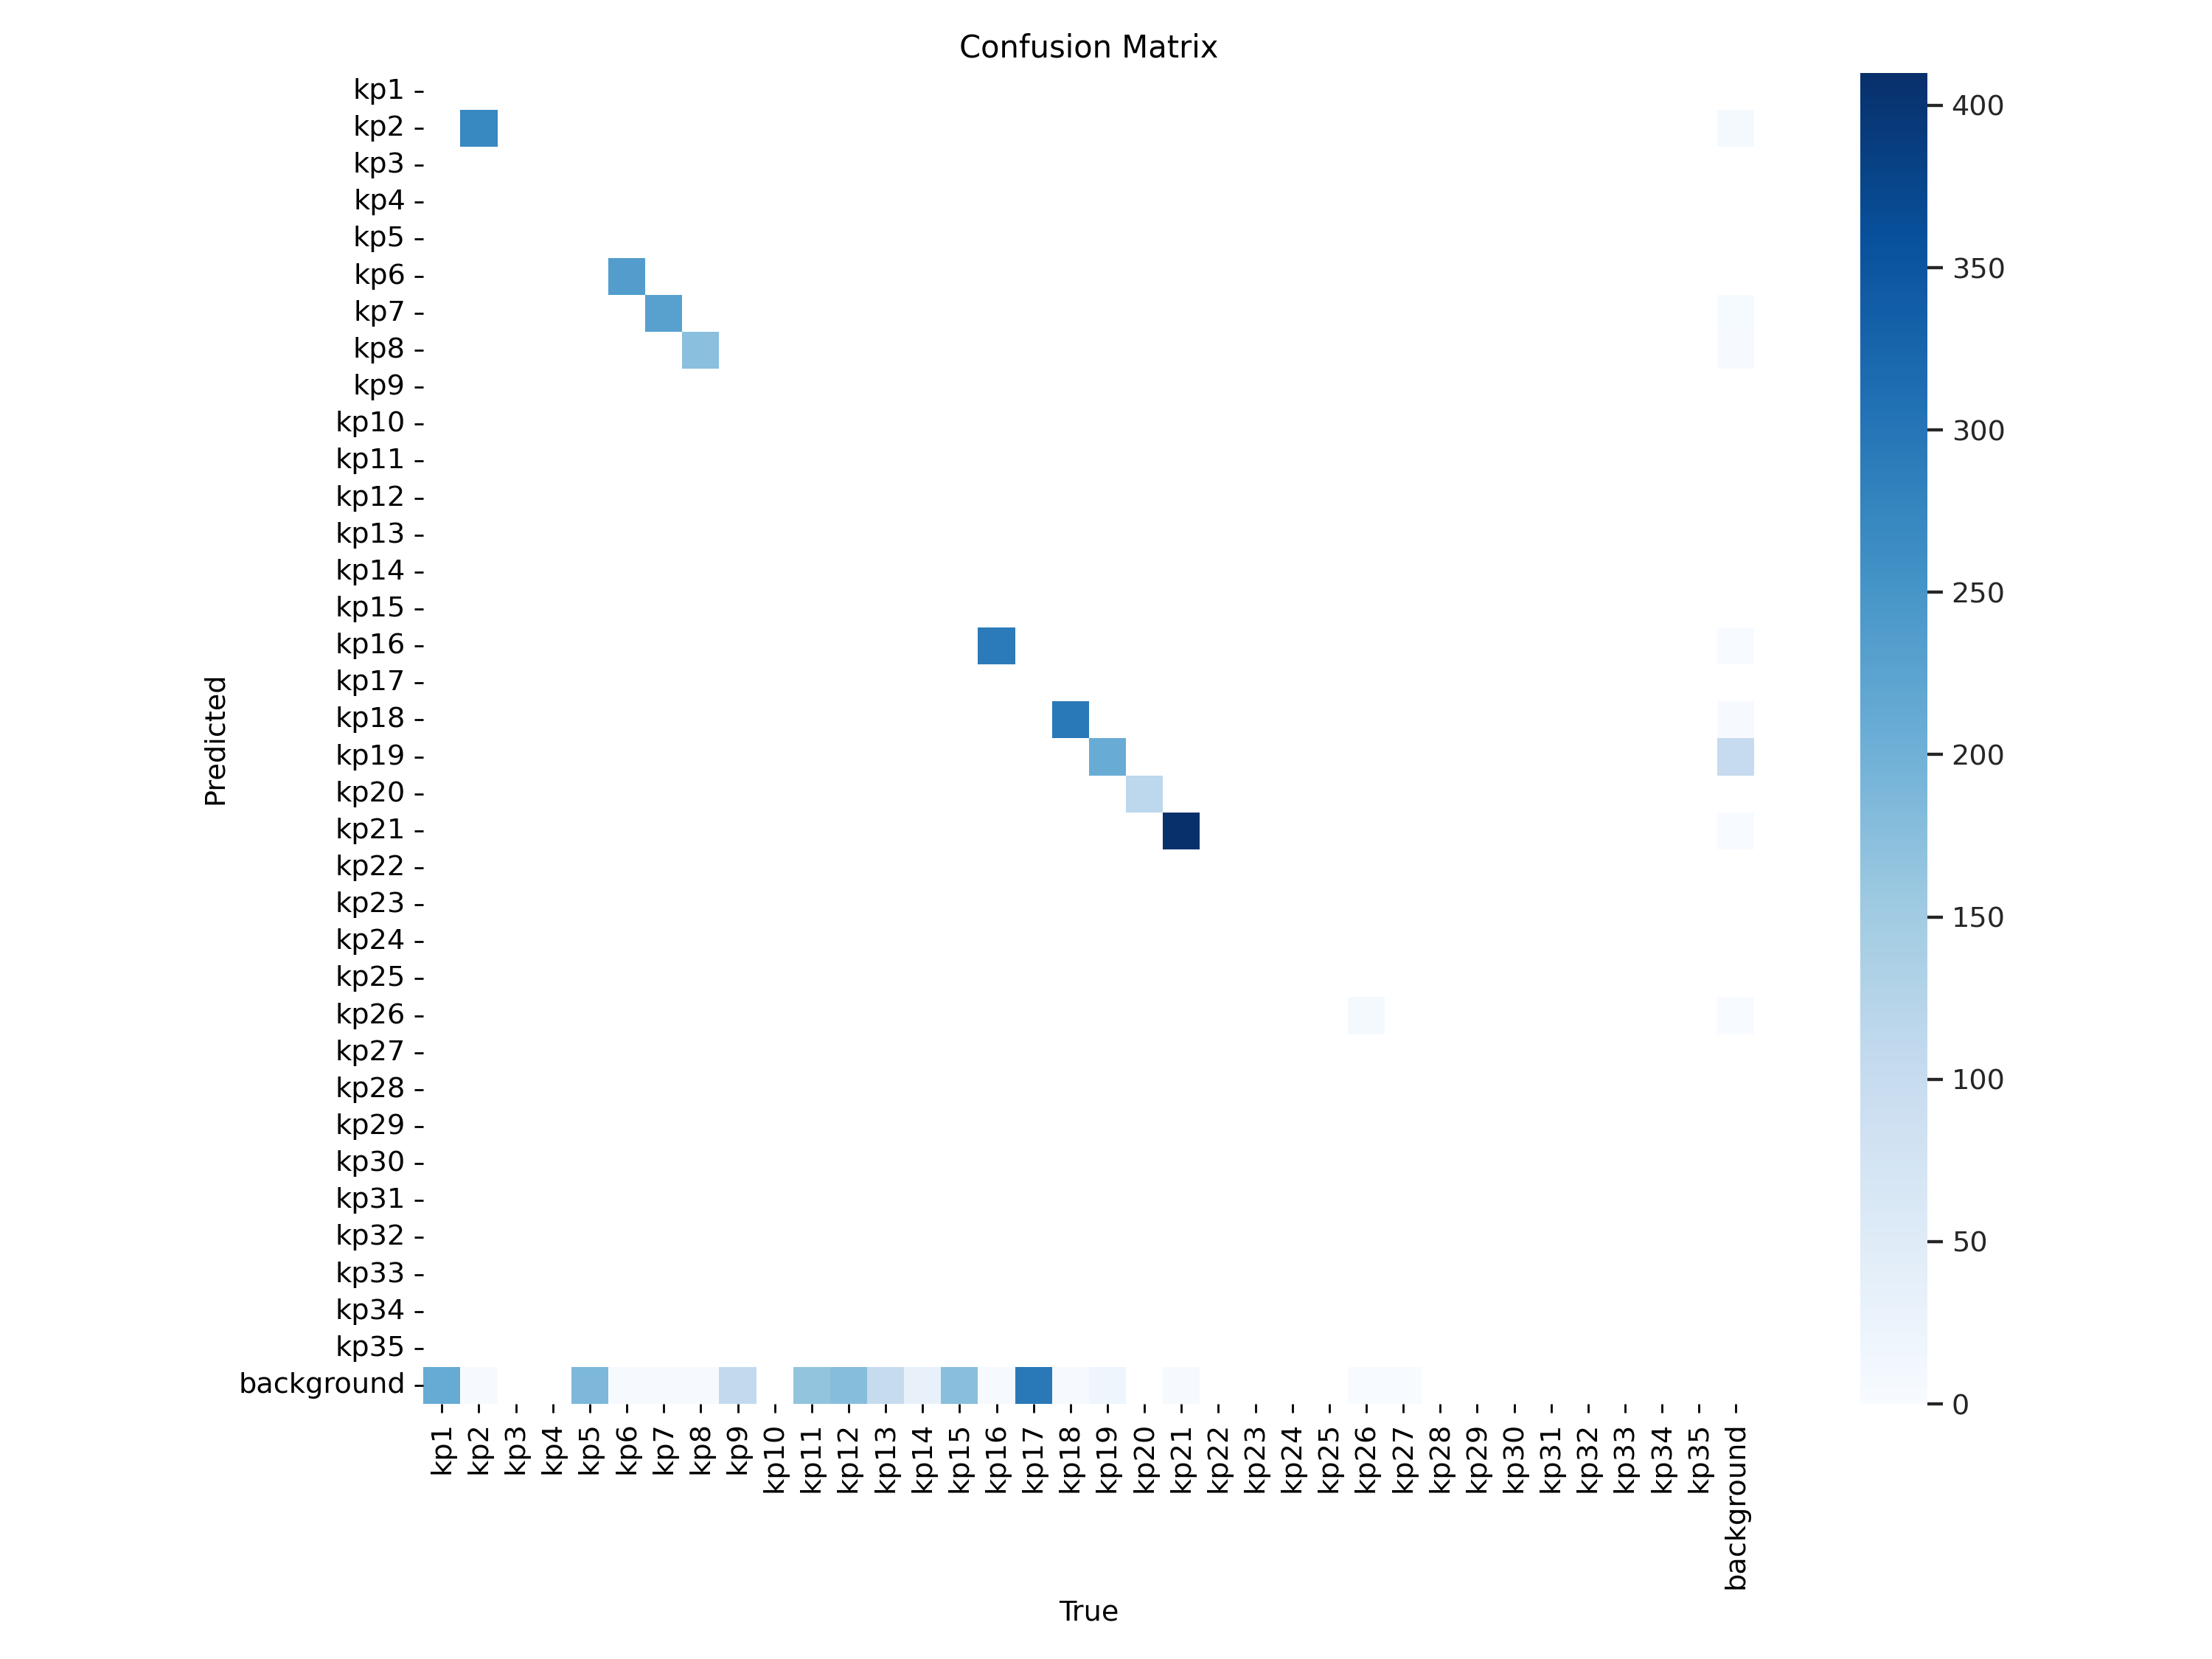 Confusion Matrix
kp1
kp2
kp3
kp4
kp5
kp6
kp7
kp8
kp9
kp10
kp11
kp12
kp13
kp14
kp15
kp16
kp17
kp18
kp19
kp20
kp21
kp22
kp23
kp24
kp25
kp26
kp27
kp28
kp29
kp30
kp31
kp32
kp33
kp34
kp35
background
Predicted
kp1 kp2 kp3 kp4 kp5 kp6 kp7 kp8 kp9 kp10 kp11 kp12 kp13 kp14 kp15 kp16 kp17 kp18 kp19 kp20 kp21 kp22 kp23 kp24 kp25 kp26 kp27 kp28 kp29 kp30 kp31 kp32 kp33 kp34 kp35 background
True
400
350
300
250
200
150
100
50
0